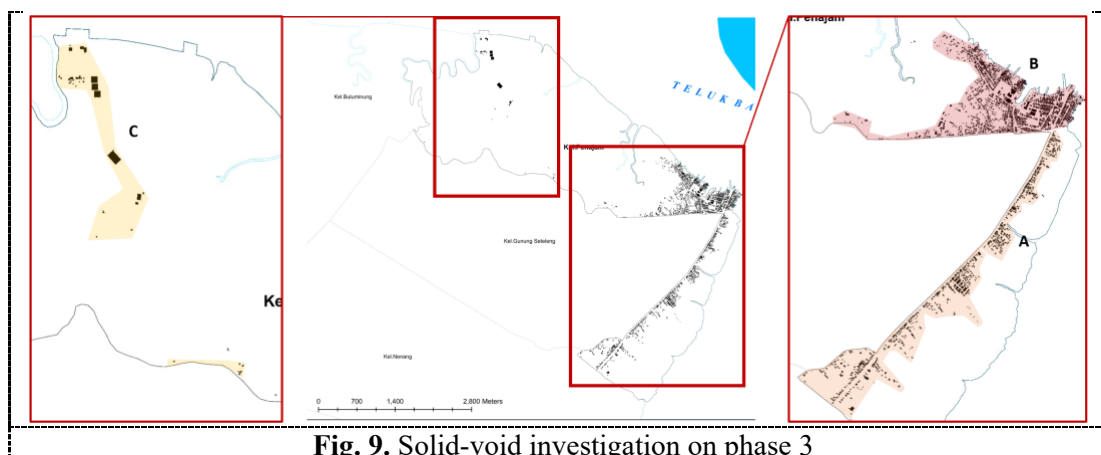 C
Ke
Kel.Buluminung
TELUK BA
Kel.Penajam
Kel.Gunung Seteleng
Kel.Nenang
0 700 1,400 2,800 Meters
l.Penajam
B
A
Fig. 9. Solid-void investigation on phase 3